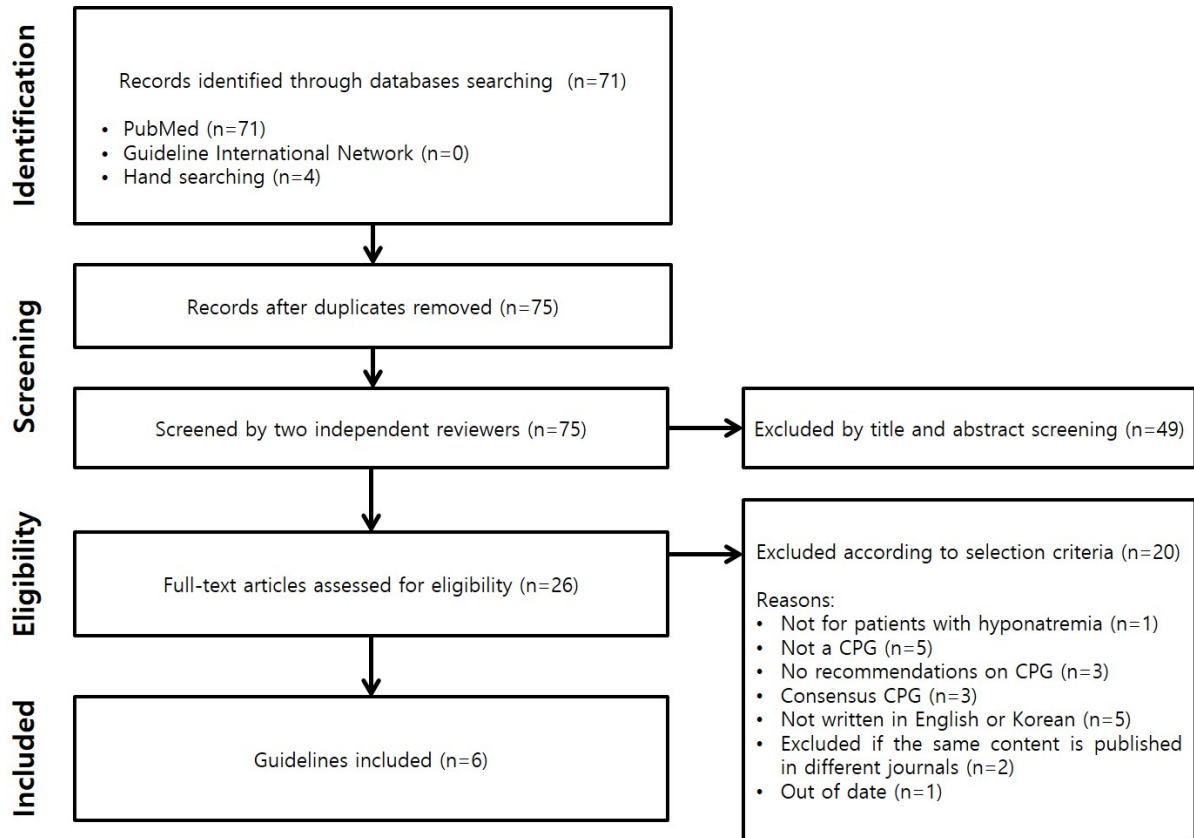 Identification
Records identified through databases searching (n=71)
• PubMed (n=71)
• Guideline International Network (n=0)
• Hand searching (n=4)
Screening
Records after duplicates removed (n=75)
Screened by two independent reviewers (n=75)
Excluded by title and abstract screening (n=49)
Eligibility
Full-text articles assessed for eligibility (n=26)
Excluded according to selection criteria (n=20)
Reasons:
• Not for patients with hyponatremia (n=1)
• Not a CPG (n=5)
• No recommendations on CPG (n=3)
• Consensus CPG (n=3)
• Not written in English or Korean (n=5)
• Excluded if the same content is published
in different journals (n=2)
• Out of date (n=1)
Included
Guidelines included (n=6)